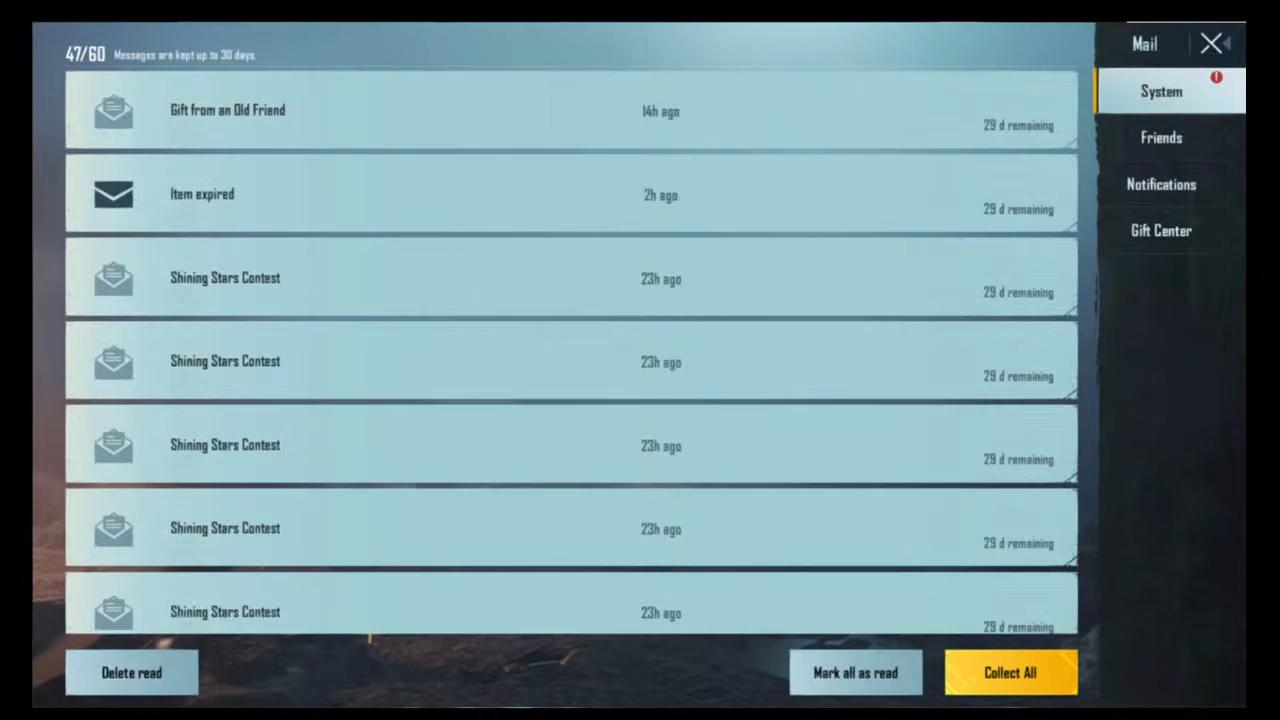 47/60 Messages are kept up to 30 days.
Mail
Gift from an Old Friend 14h ago 29 d remaining
Item expired 2h ago 29 d remaining
Shining Stars Contest 23h ago 29 d remaining
Shining Stars Contest 23h ago 29 d remaining
Shining Stars Contest 23h ago 29 d remaining
Shining Stars Contest 23h ago 29 d remaining
Shining Stars Contest 23h ago 29 d remaining
System
Friends
Notifications
Gift Center
Delete read
Mark all as read
Collect All